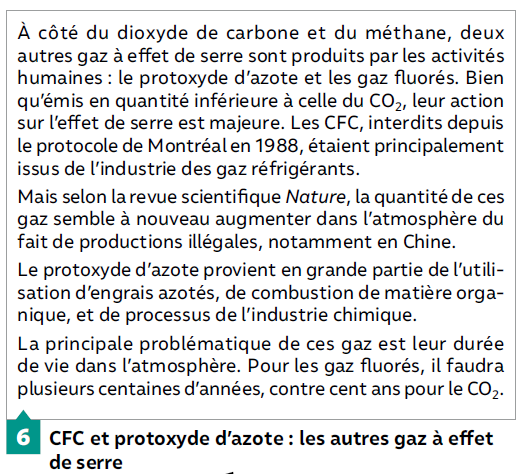 À côté du dioxyde de carbone et du méthane, deux
autres gaz à effet de serre sont produits par les activités
humaines : le protoxyde d'azote et les gaz fluorés. Bien
qu'émis en quantité inférieure à celle du CO₂, leur action
sur l'effet de serre est majeure. Les CFC, interdits depuis
le protocole de Montréal en 1988, étaient principalement
issus de l'industrie des gaz réfrigérants.
Mais selon la revue scientifique Nature, la quantité de ces
gaz semble à nouveau augmenter dans l'atmosphère du
fait de productions illégales, notamment en Chine.
Le protoxyde d'azote provient en grande partie de l'utili-
sation d'engrais azotés, de combustion de matière orga-
nique, et de processus de l'industrie chimique.
La principale problématique de ces gaz est leur durée
de vie dans l'atmosphère. Pour les gaz fluorés, il faudra
plusieurs centaines d'années, contre cent ans pour le CO₂.
6 CFC et protoxyde d'azote : les autres gaz à effet
de serre